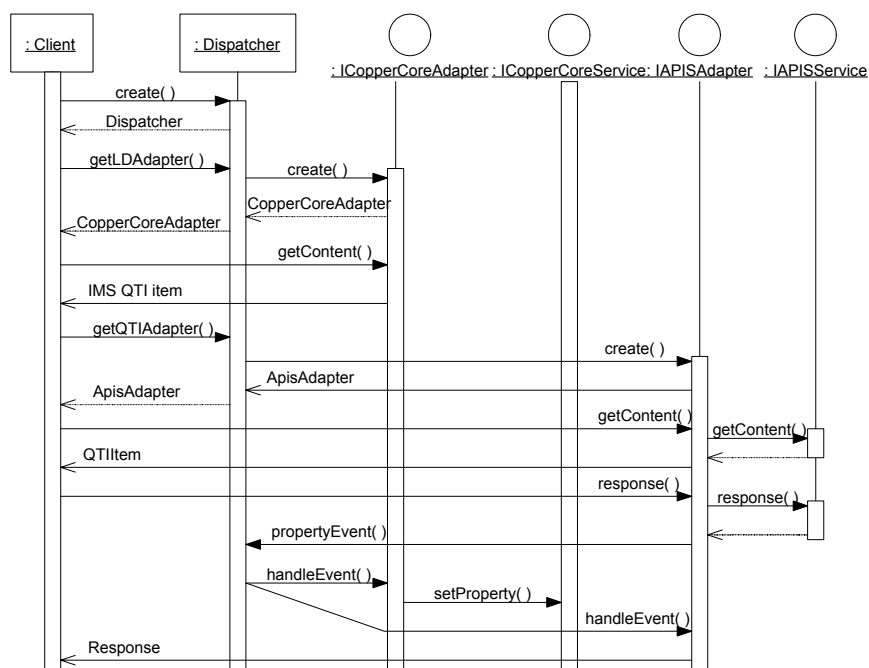 : Client
: Dispatcher
: ICopperCoreAdapter
: ICopperCoreService
: IAPISAdapter
: IAPISService
create( )
Dispatcher
getLDAdapter( )
create( )
CopperCoreAdapter
CopperCoreAdapter
getContent( )
IMS QTI item
getQTIAdapter( )
create( )
ApisAdapter
ApisAdapter
getContent( )
getContent( )
QTIItem
response( )
response( )
propertyEvent( )
handleEvent( )
setProperty( )
handleEvent( )
Response